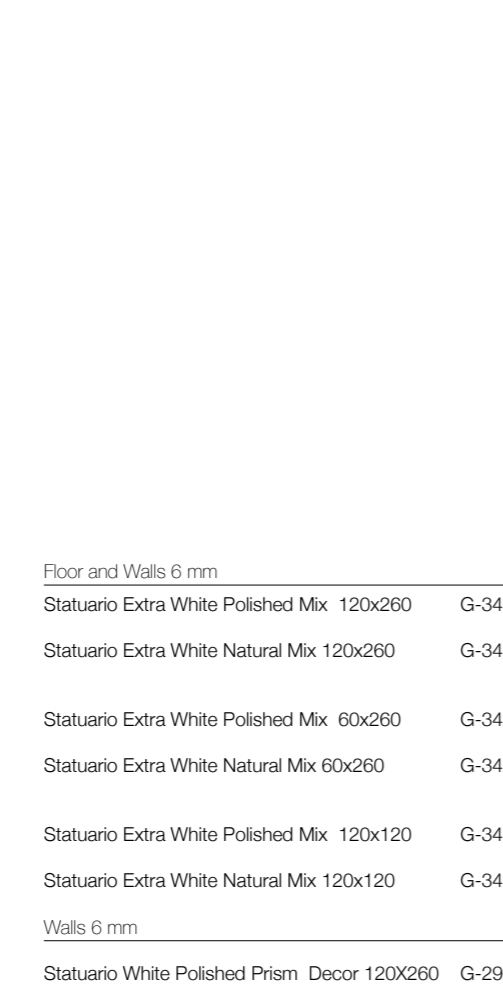 Floor and Walls 6 mm
Statuario Extra White Polished Mix  120x260 G-34
Statuario Extra White Natural Mix 120x260 G-34
Statuario Extra White Polished Mix  60x260 G-34
Statuario Extra White Natural Mix 60x260 G-34
Statuario Extra White Polished Mix  120x120 G-34
Statuario Extra White Natural Mix 120x120 G-34
Walls 6 mm
Statuario White Polished Prism  Decor 120X260 G-29